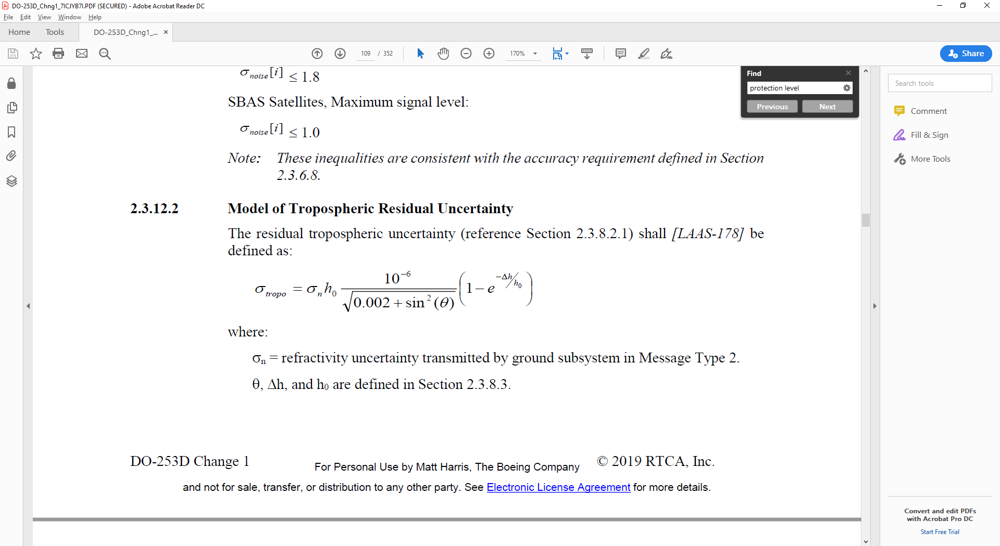 DO-253D_Chng1_7ICJYB7I.PDF (SECURED) - Adobe Acrobat Reader DC
File Edit View Window Help
Home Tools DO-253D_Chng1_... ×
109 / 352 170% Share
σnoise[i] ≤ 1.8
SBAS Satellites, Maximum signal level:
σnoise[i] ≤ 1.0
Note: These inequalities are consistent with the accuracy requirement defined in Section
2.3.6.8.
2.3.12.2 Model of Tropospheric Residual Uncertainty
The residual tropospheric uncertainty (reference Section 2.3.8.2.1) shall [LAAS-178] be
defined as:
σtropo = σn h0 10−6 / √(0.002 + sin2(θ)) (1 − e−Δh/h0)
where:
σn = refractivity uncertainty transmitted by ground subsystem in Message Type 2.
θ, Δh, and h0 are defined in Section 2.3.8.3.
DO-253D Change 1
For Personal Use by Matt Harris, The Boeing Company
© 2019 RTCA, Inc.
and not for sale, transfer, or distribution to any other party. See Electronic License Agreement for more details.
Find
protection level
Previous Next
Search tools
Comment
Fill & Sign
More Tools
Convert and edit PDFs
with Acrobat Pro DC
Start Free Trial